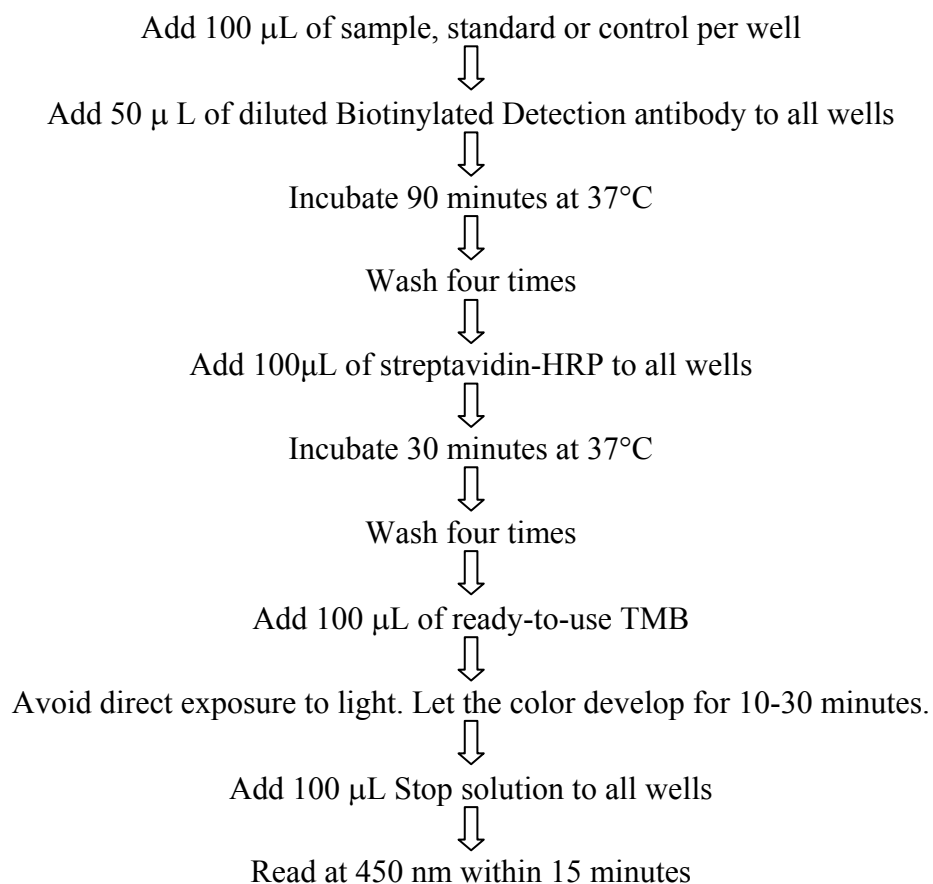 Add 100 μL of sample, standard or control per well
Add 50 μ L of diluted Biotinylated Detection antibody to all wells
Incubate 90 minutes at 37°C
Wash four times
Add 100μL of streptavidin-HRP to all wells
Incubate 30 minutes at 37°C
Wash four times
Add 100 μL of ready-to-use TMB
Avoid direct exposure to light. Let the color develop for 10-30 minutes.
Add 100 μL Stop solution to all wells
Read at 450 nm within 15 minutes